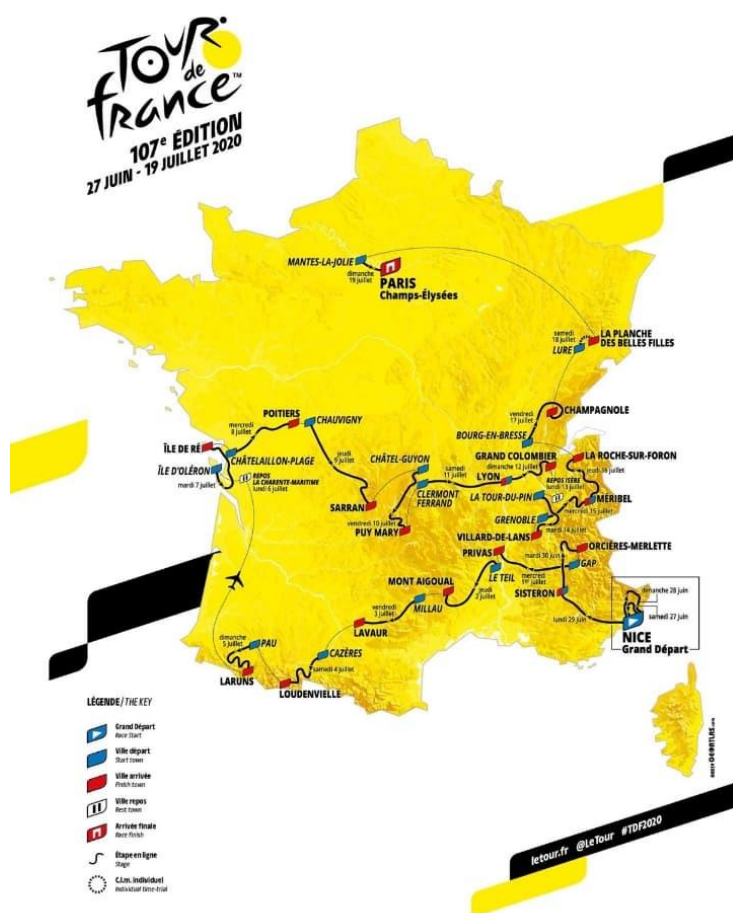 TOUR
de
france™
107e ÉDITION
27 JUIN - 19 JUILLET 2020
MANTES-LA-JOLIE
dimanche
19 juillet
PARIS
Champs-Élysées
samedi
18 juillet
LURE
LA PLANCHE
DES BELLES FILLES
vendredi
17 juillet
CHAMPAGNOLE
BOURG-EN-BRESSE
POITIERS
CHAUVIGNY
mercredi
8 juillet
ÎLE DE RÉ
CHÂTELAILLON-PLAGE
ÎLE D'OLÉRON
mardi 7 juillet
REPOS
LA CHARENTE-MARITIME
lundi 6 juillet
jeudi
9 juillet
CHÂTEL-GUYON
samedi
11 juillet
CLERMONT
FERRAND
SARRAN
vendredi 10 juillet
PUY MARY
GRAND COLOMBIER
dimanche 12 juillet
LYON
LA ROCHE-SUR-FORON
jeudi 16 juillet
REPOS ISÈRE
lundi 13 juillet
LA TOUR-DU-PIN
MÉRIBEL
mercredi 15 juillet
GRENOBLE
mardi 14 juillet
VILLARD-DE-LANS
PRIVAS
mardi 30 juin
ORCIÈRES-MERLETTE
LE TEIL
mercredi
1er juillet
GAP
MONT AIGOUAL
jeudi
2 juillet
SISTERON
vendredi
3 juillet
MILLAU
LAVAUR
lundi 29 juin
dimanche 28 juin
samedi 27 juin
NICE
Grand Départ
dimanche
5 juillet
PAU
CAZÈRES
samedi 4 juillet
LARUNS
LOUDENVIELLE
LÉGENDE / THE KEY
Grand Départ
Race Start
Ville départ
Start town
Ville arrivée
Finish town
Ville repos
Rest town
Arrivée finale
Race finish
Étape en ligne
Stage
C.l.m. individuel
Individual time-trial
GEOATLAS
letour.fr @LeTour #TDF2020